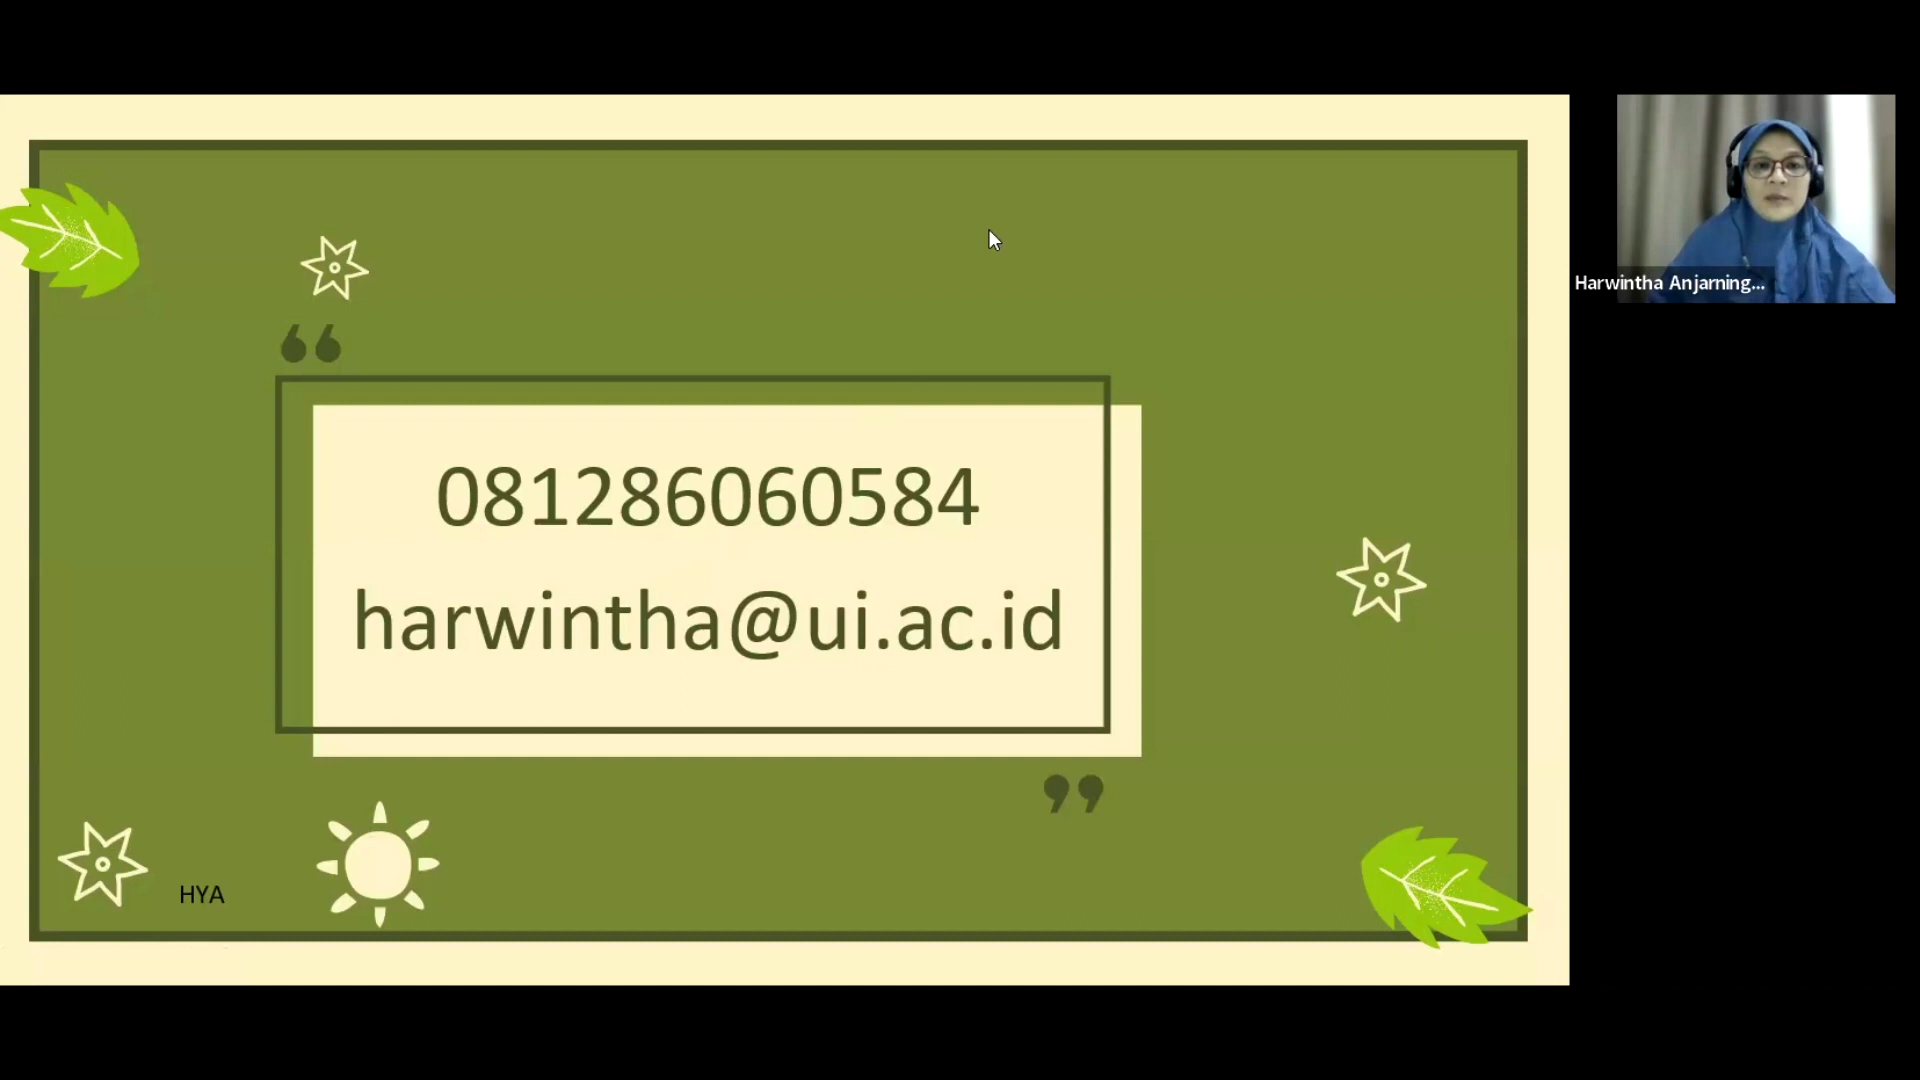 “
081286060584
harwintha@ui.ac.id
”
HYA
Harwintha Anjarning...